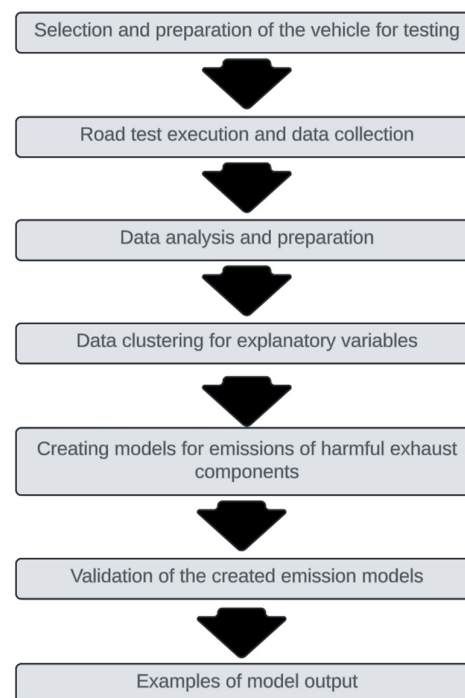 Selection and preparation of the vehicle for testing
Road test execution and data collection
Data analysis and preparation
Data clustering for explanatory variables
Creating models for emissions of harmful exhaust
components
Validation of the created emission models
Examples of model output